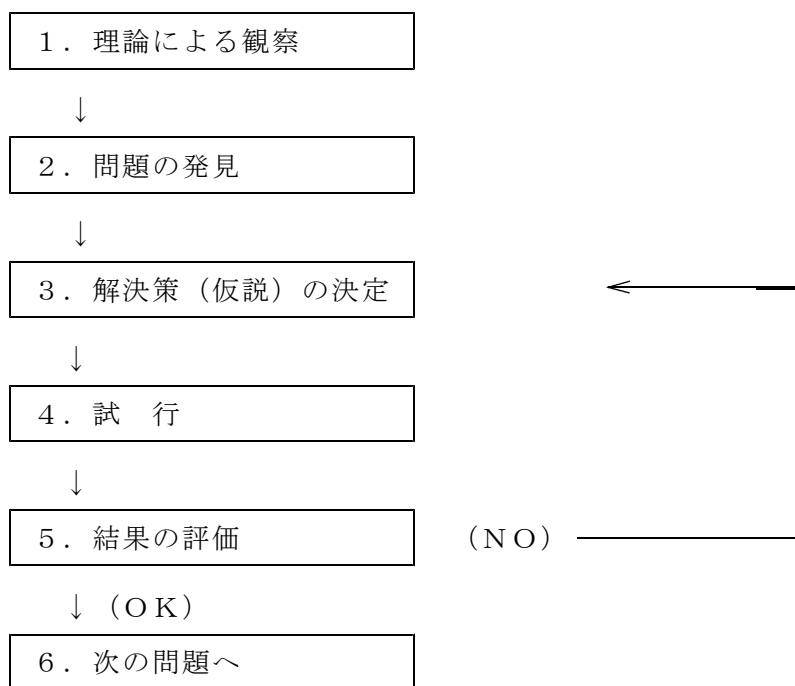 １．理論による観察
↓
２．問題の発見
↓
３．解決策（仮説）の決定
↓
４．試　行
↓
５．結果の評価　（ＮＯ）
↓（ＯＫ）
６．次の問題へ